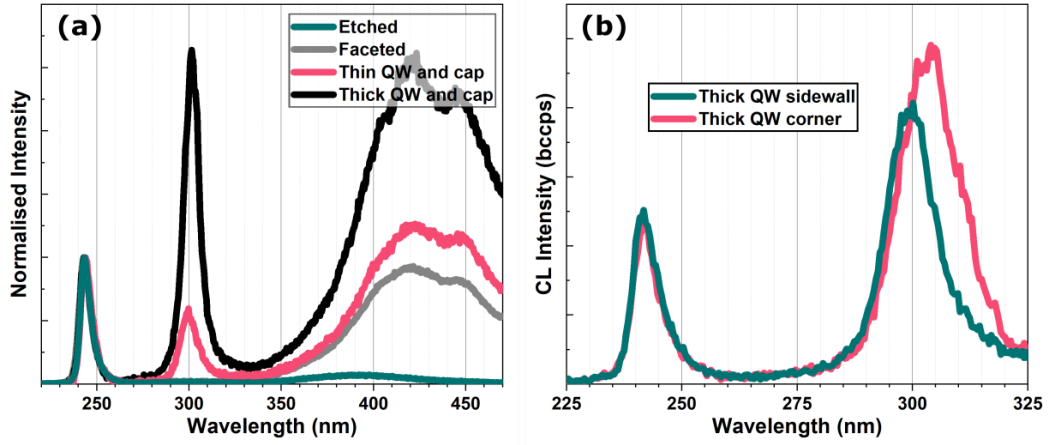 (a)
Etched
Faceted
Thin QW and cap
Thick QW and cap
Normalised Intensity
250 300 350 400 450
Wavelength (nm)
(b)
Thick QW sidewall
Thick QW corner
CL Intensity (bccps)
225 250 275 300 325
Wavelength (nm)